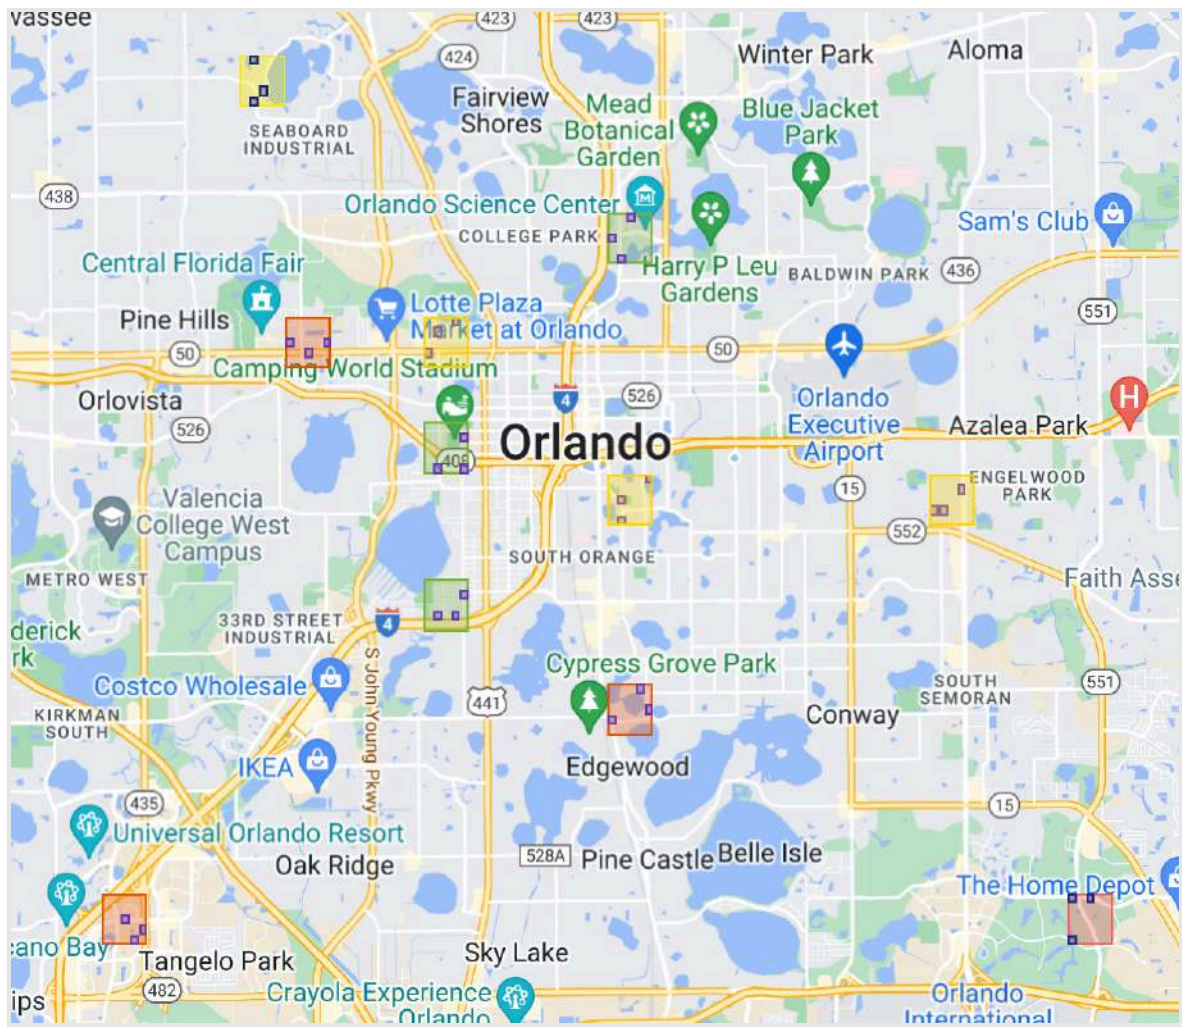 423
423
Winter Park
Aloma
424
Fairview
Shores
Mead
Botanical
Garden
Blue Jacket
Park
SEABOARD
INDUSTRIAL
438
Orlando Science Center
COLLEGE PARK
Sam's Club
Central Florida Fair
Harry P Leu
Gardens
BALDWIN PARK
436
Pine Hills
Lotte Plaza
Market at Orlando
551
50
50
Camping World Stadium
Orlovista
4
526
Orlando
Executive
Airport
H
526
Orlando
Azalea Park
408
Valencia
College West
Campus
15
ENGELWOOD
PARK
552
METRO WEST
SOUTH ORANGE
Faith Asse
33RD STREET
INDUSTRIAL
4
derick
rk
S John Young Pkwy
Cypress Grove Park
Costco Wholesale
441
SOUTH
SEMORAN
551
KIRKMAN
SOUTH
Conway
IKEA
Edgewood
435
15
Universal Orlando Resort
Oak Ridge
528A
Pine Castle
Belle Isle
The Home Depot
cano Bay
Tangelo Park
Sky Lake
482
Crayola Experience
Orlando
Orlando
International
ips